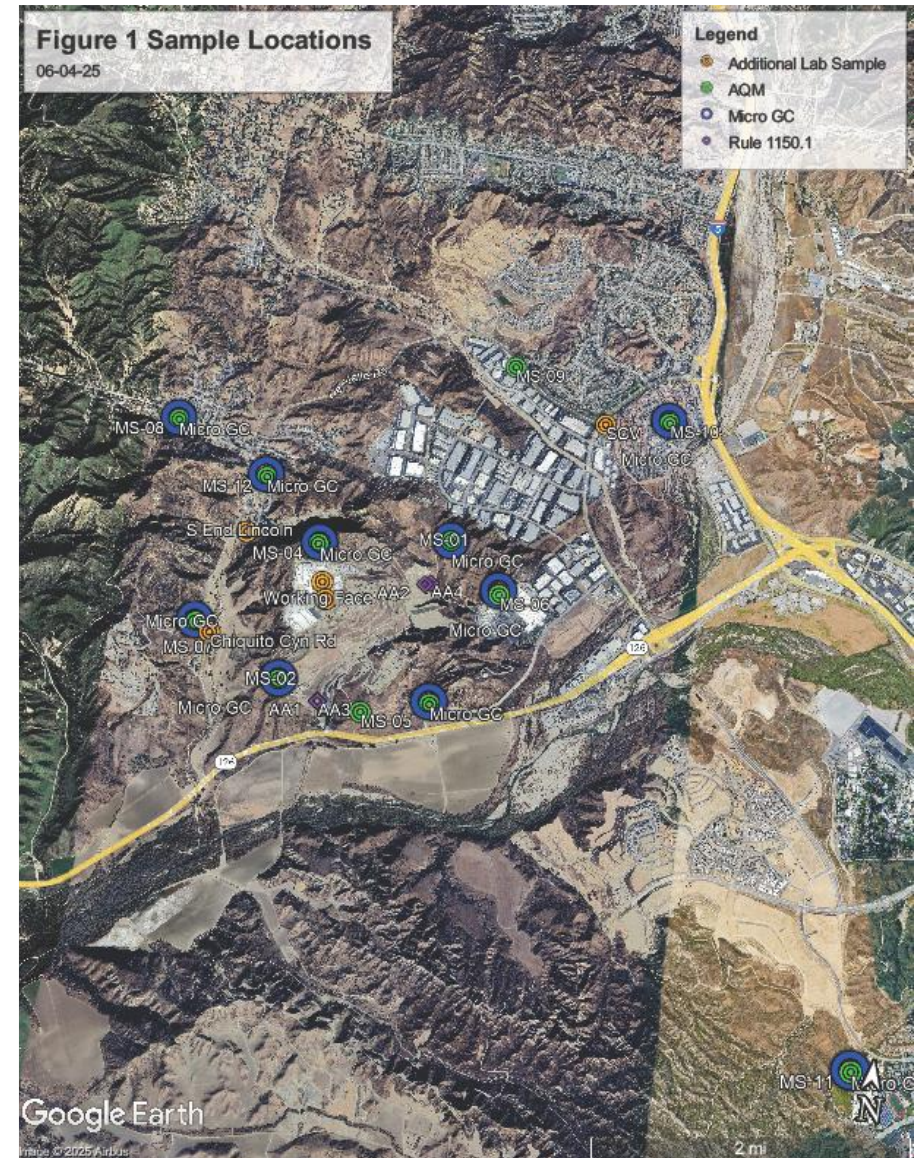 Figure 1 Sample Locations
06-04-25
Legend
Additional Lab Sample
AQM
Micro GC
Rule 1150.1
5
MS-09
MS-08 Micro GC
SCV
MS-10
Micro GC
MS-12 Micro GC
S End Lincoln
MS-04 Micro GC
MS-01
Micro GC
Working Face
AA2
AA4
MS-06
Micro GC
Micro GC
MS-07
Chiquito Cyn Rd
126
MS-02
Micro GC
AA1
AA3
MS-05
Micro GC
126
MS-11
Micro G
Google Earth
Image © 2025 Airbus
2 mi
N